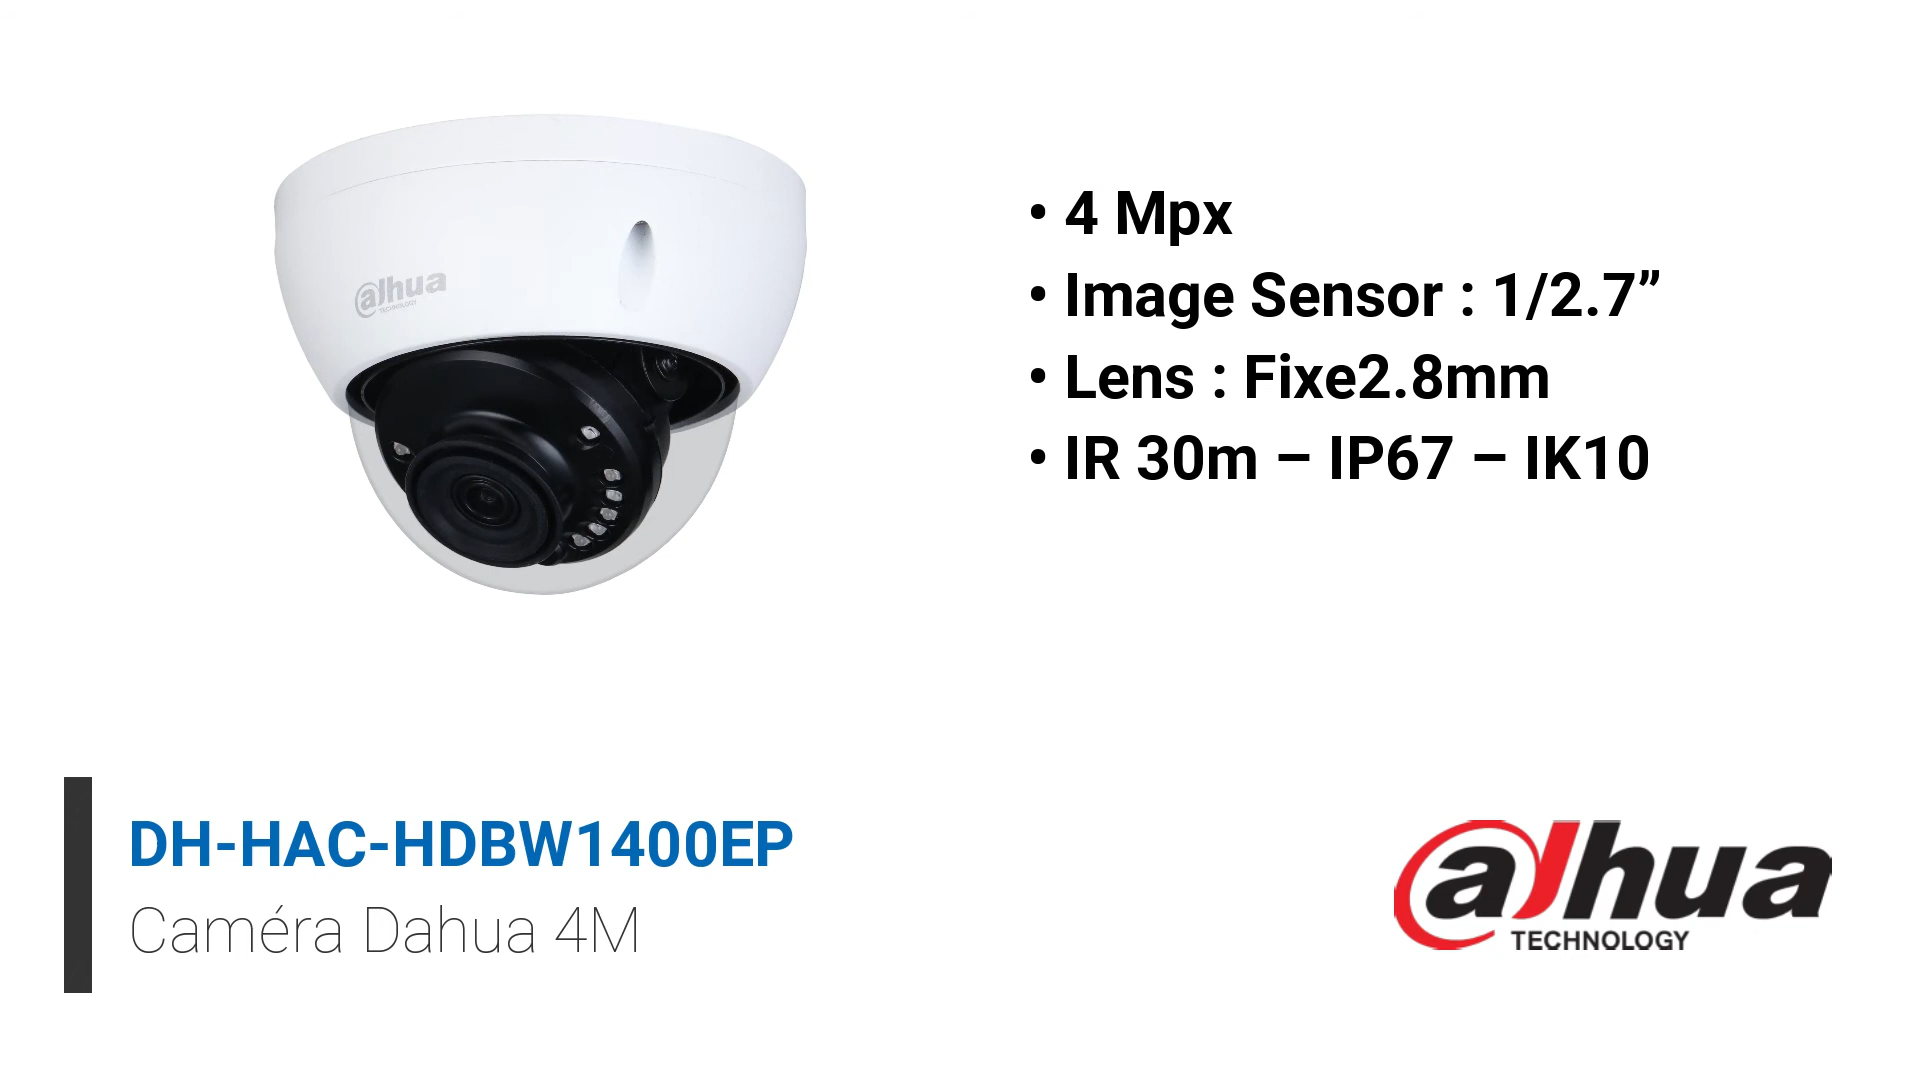 alhua
TECHNOLOGY
• 4 Mpx
• Image Sensor : 1/2.7”
• Lens : Fixe2.8mm
• IR 30m – IP67 – IK10
DH-HAC-HDBW1400EP
Caméra Dahua 4M
alhua
TECHNOLOGY